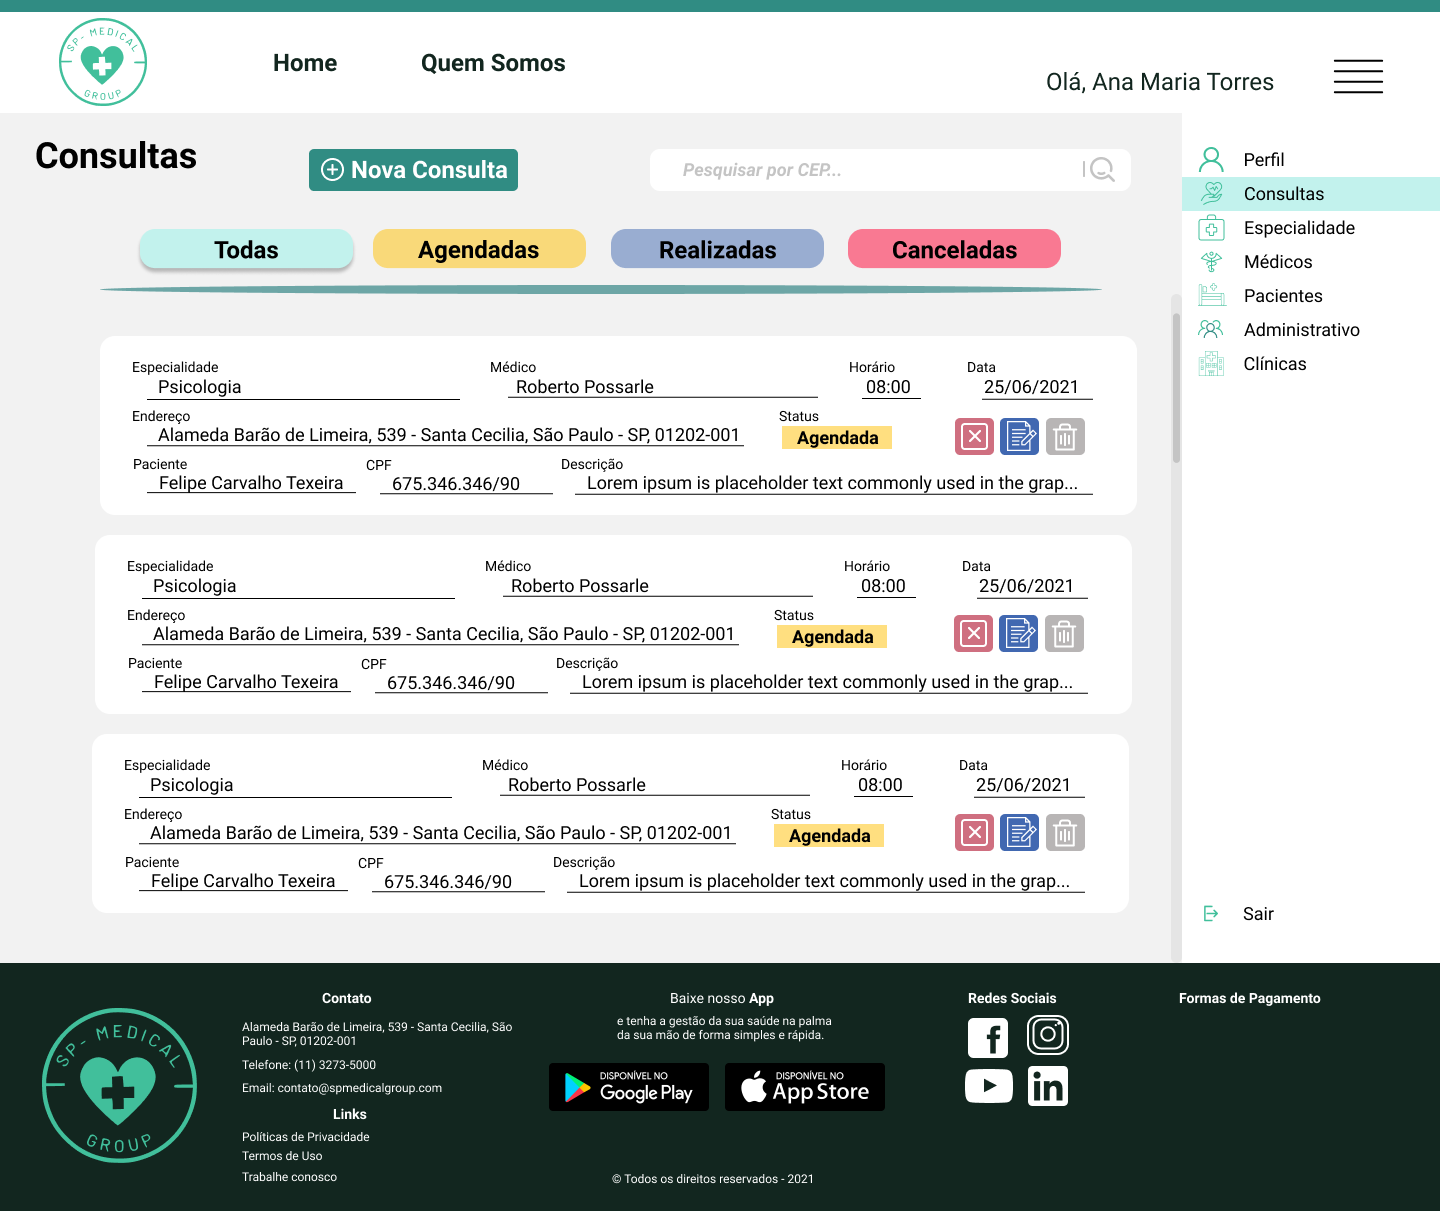 SP- MEDICAL
GROUP
Home
Quem Somos
Olá, Ana Maria Torres
Consultas
Nova Consulta
Pesquisar por CEP...
Todas
Agendadas
Realizadas
Canceladas
Perfil
Consultas
Especialidade
Médicos
Pacientes
Administrativo
Clínicas
Sair
Especialidade Médico Horário Data
Psicologia Roberto Possarle 08:00 25/06/2021
Endereço Status
Alameda Barão de Limeira, 539 - Santa Cecilia, São Paulo - SP, 01202-001 Agendada
Paciente CPF Descrição
Felipe Carvalho Texeira 675.346.346/90 Lorem ipsum is placeholder text commonly used in the grap...
Especialidade Médico Horário Data
Psicologia Roberto Possarle 08:00 25/06/2021
Endereço Status
Alameda Barão de Limeira, 539 - Santa Cecilia, São Paulo - SP, 01202-001 Agendada
Paciente CPF Descrição
Felipe Carvalho Texeira 675.346.346/90 Lorem ipsum is placeholder text commonly used in the grap...
Especialidade Médico Horário Data
Psicologia Roberto Possarle 08:00 25/06/2021
Endereço Status
Alameda Barão de Limeira, 539 - Santa Cecilia, São Paulo - SP, 01202-001 Agendada
Paciente CPF Descrição
Felipe Carvalho Texeira 675.346.346/90 Lorem ipsum is placeholder text commonly used in the grap...
SP- MEDICAL
GROUP
Contato
Alameda Barão de Limeira, 539 - Santa Cecilia, São
Paulo - SP, 01202-001
Telefone: (11) 3273-5000
Email: contato@spmedicalgroup.com
Links
Políticas de Privacidade
Termos de Uso
Trabalhe conosco
Baixe nosso App
e tenha a gestão da sua saúde na palma
da sua mão de forma simples e rápida.
DISPONÍVEL NO
Google Play
DISPONÍVEL NO
App Store
© Todos os direitos reservados - 2021
Redes Sociais
Formas de Pagamento